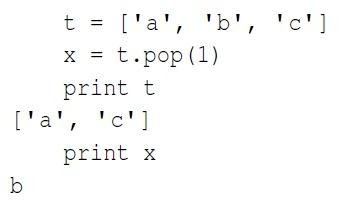 t = ['a', 'b', 'c']
x = t.pop(1)
print t
['a', 'c']
print x
b